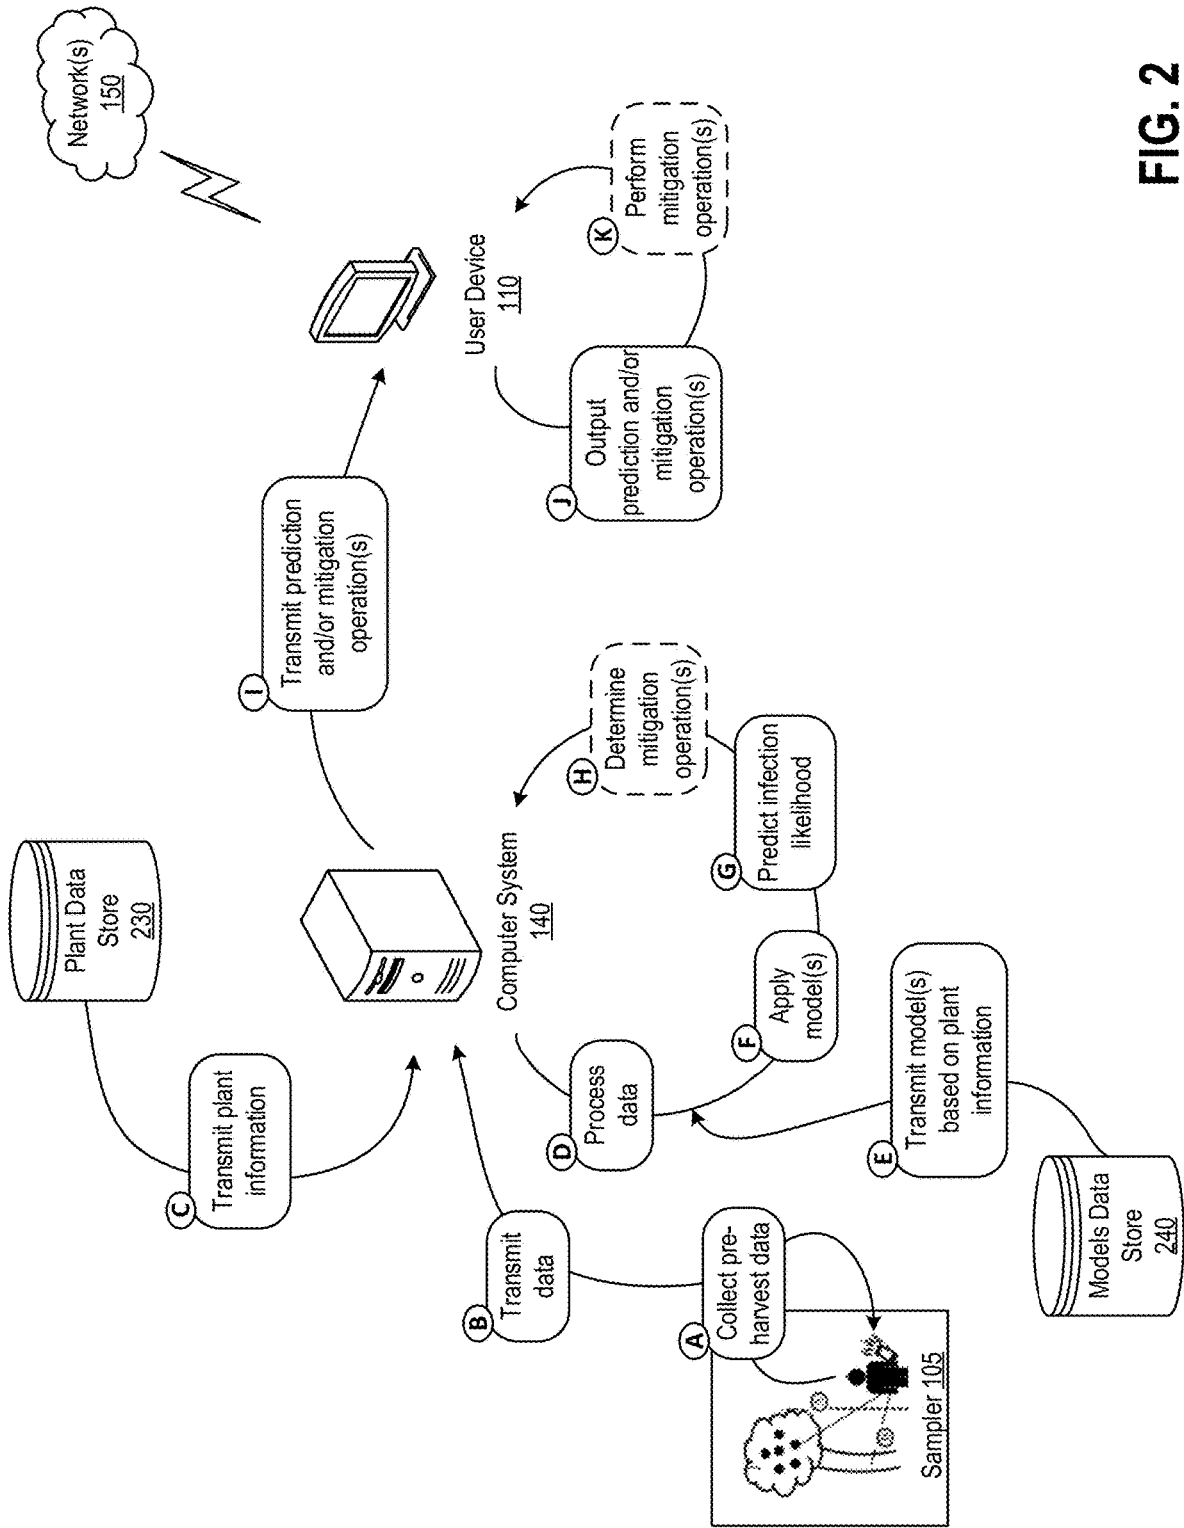 Network(s)
150
Plant Data
Store
230
C
Transmit plant
information
I
Transmit prediction
and/or mitigation
operation(s)
User Device
110
Computer System
140
B
Transmit
data
D
Process
data
H
Determine
mitigation
operation(s)
J
Output
prediction and/or
mitigation
operation(s)
K
Perform
mitigation
operation(s)
A
Collect pre-
harvest data
F
Apply
model(s)
G
Predict infection
likelihood
Sampler 105
E
Transmit model(s)
based on plant
information
Models Data
Store
240
FIG. 2